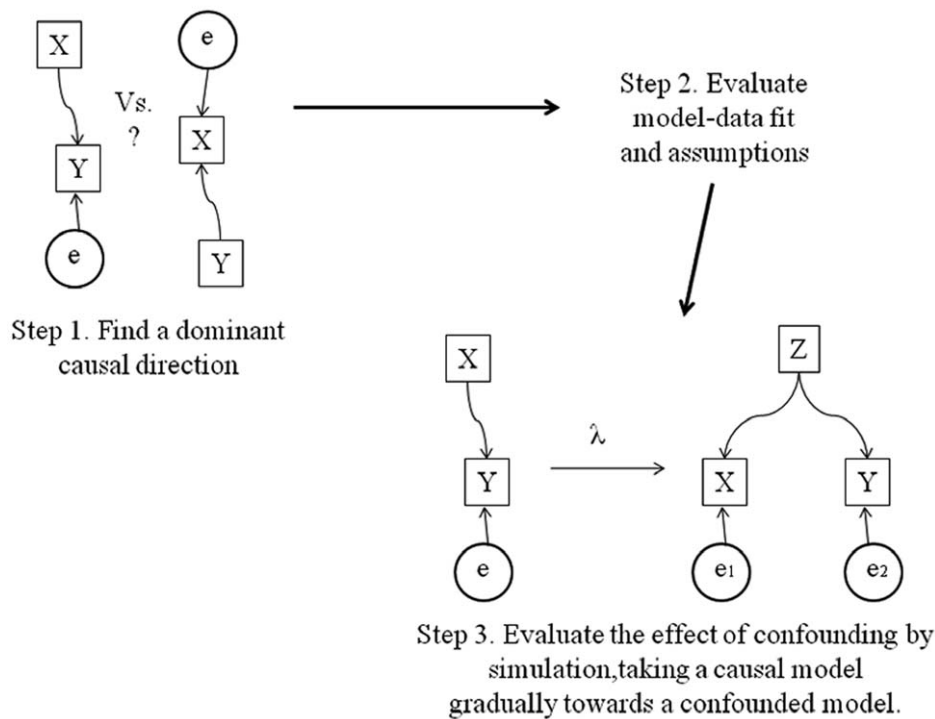 X
e
Vs.
?
X
Y
e
Y
Step 1. Find a dominant
causal direction
Step 2. Evaluate
model-data fit
and assumptions
X
Z
λ
Y
X
Y
e
e1
e2
Step 3. Evaluate the effect of confounding by
simulation,taking a causal model
gradually towards a confounded model.